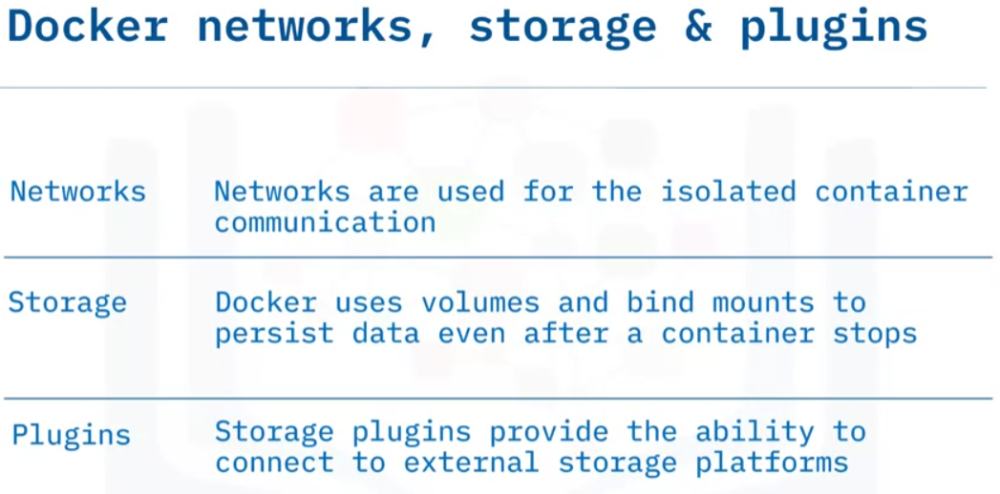 Docker networks, storage & plugins
Networks
Networks are used for the isolated container
communication
Storage
Docker uses volumes and bind mounts to
persist data even after a container stops
Plugins
Storage plugins provide the ability to
connect to external storage platforms